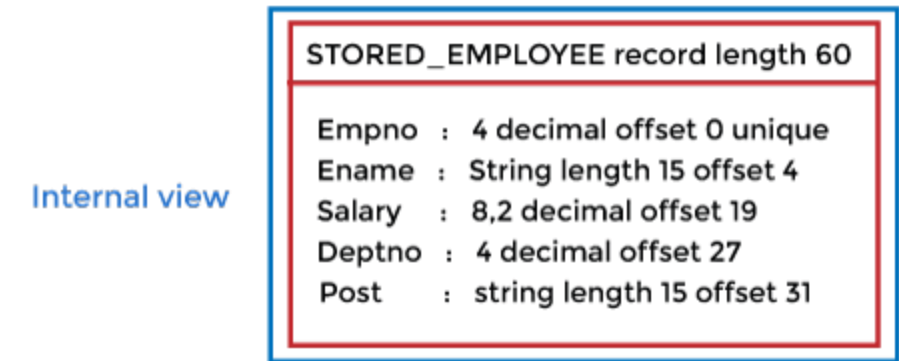 STORED_EMPLOYEE record length 60
Empno : 4 decimal offset 0 unique
Ename : String length 15 offset 4
Internal view
Salary : 8,2 decimal offset 19
Deptno : 4 decimal offset 27
Post : string length 15 offset 31